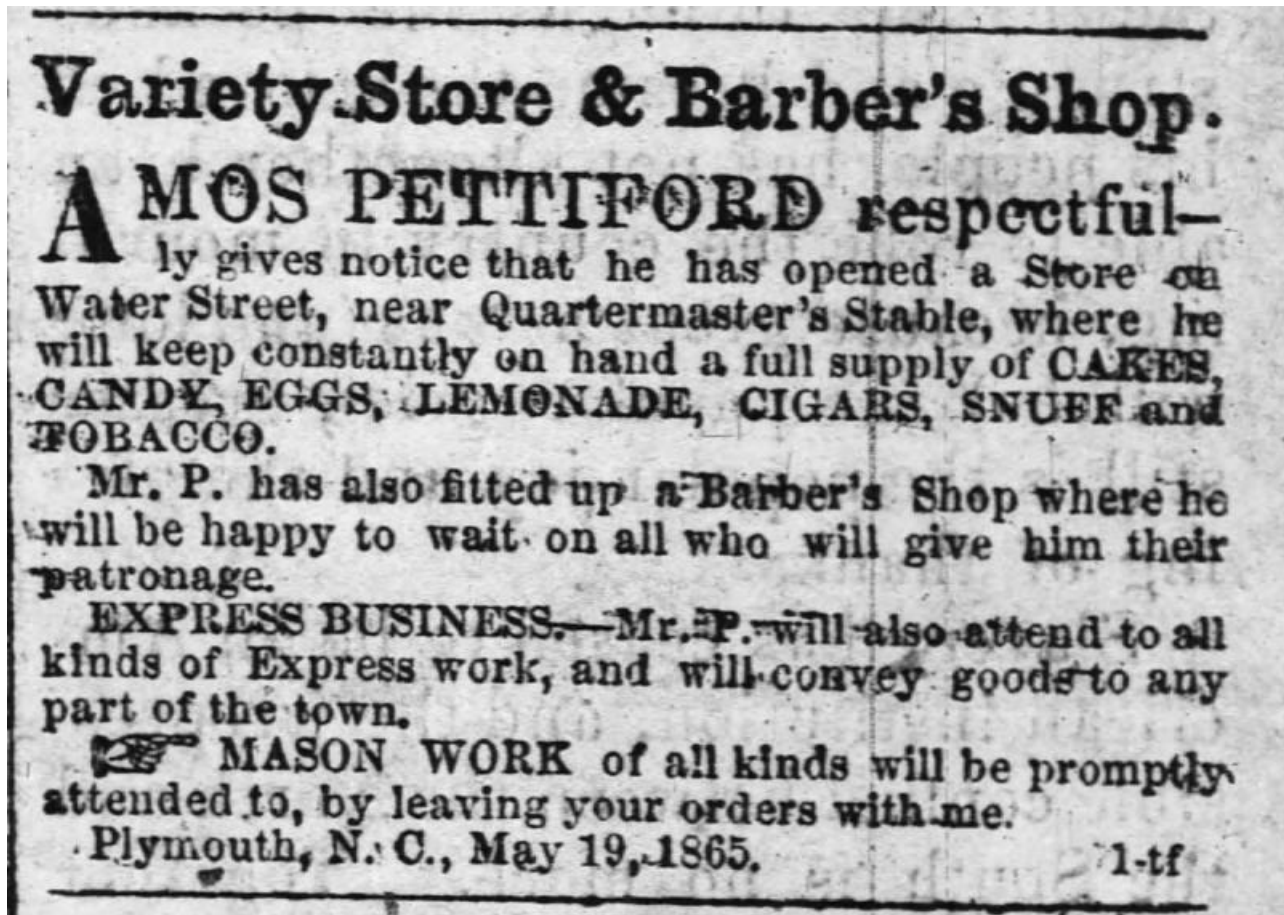 Variety Store & Barber's Shop.
AMOS PETTIFORD respectful-
ly gives notice that he has opened a Store on
Water Street, near Quartermaster's Stable, where he
will keep constantly on hand a full supply of CAKES,
CANDY, EGGS, LEMONADE, CIGARS, SNUFF and
TOBACCO.
Mr. P. has also fitted up a Barber's Shop where he
will be happy to wait on all who will give him their
patronage.
EXPRESS BUSINESS.—Mr. P. will also attend to all
kinds of Express work, and will convey goods to any
part of the town.
☞ MASON WORK of all kinds will be promptly
attended to, by leaving your orders with me.
Plymouth, N. C., May 19, 1865. 1-tf